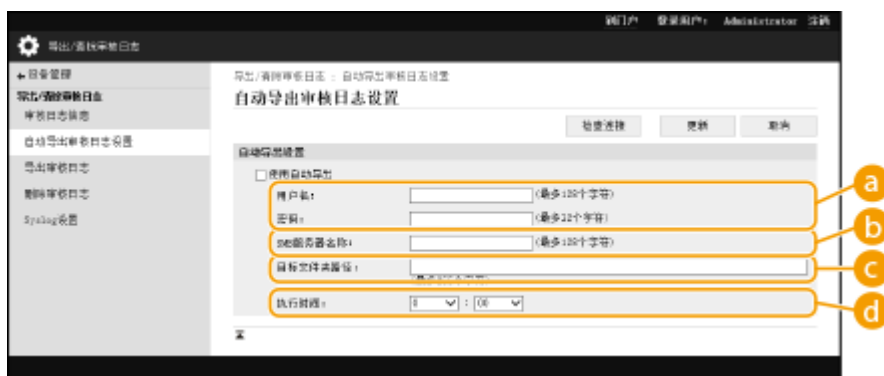 到门户 登录用户: Administrator 注销
导出/清除审核日志
设备管理
导出/清除审核日志 : 自动导出审核日志设置
导出/清除审核日志
自动导出审核日志设置
审核日志信息
检查连接 更新 取消
自动导出审核日志设置
自动导出设置
导出审核日志
使用自动导出
删除审核日志
用户名: (最多128个字符) a
Syslog设置
密码: (最多32个字符)
SMB服务器名称: (最多128个字符) b
目标文件夹路径: c
执行时间: 0 : 00 d